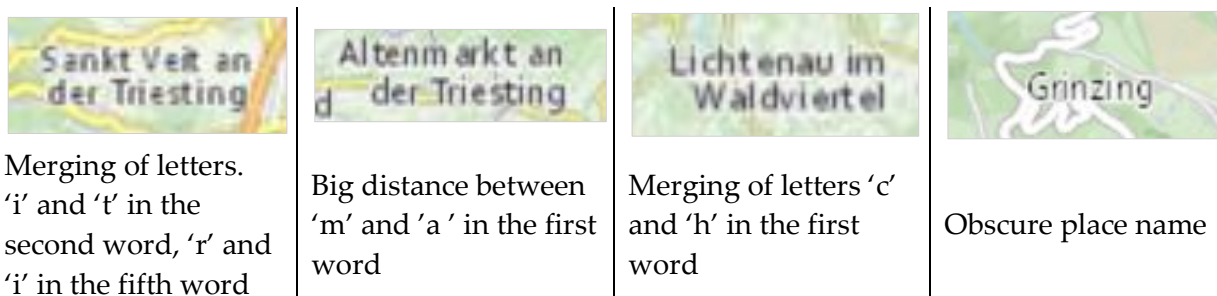 Sankt Veit an
der Triesting
Merging of letters.
‘i’ and ‘t’ in the
second word, ‘r’ and
‘i’ in the fifth word
Altenmarkt an
der Triesting
d
Big distance between
‘m’ and ‘a ’ in the first
word
Lichtenau im
Waldviertel
Merging of letters ‘c’
and ‘h’ in the first
word
Grinzing
Obscure place name